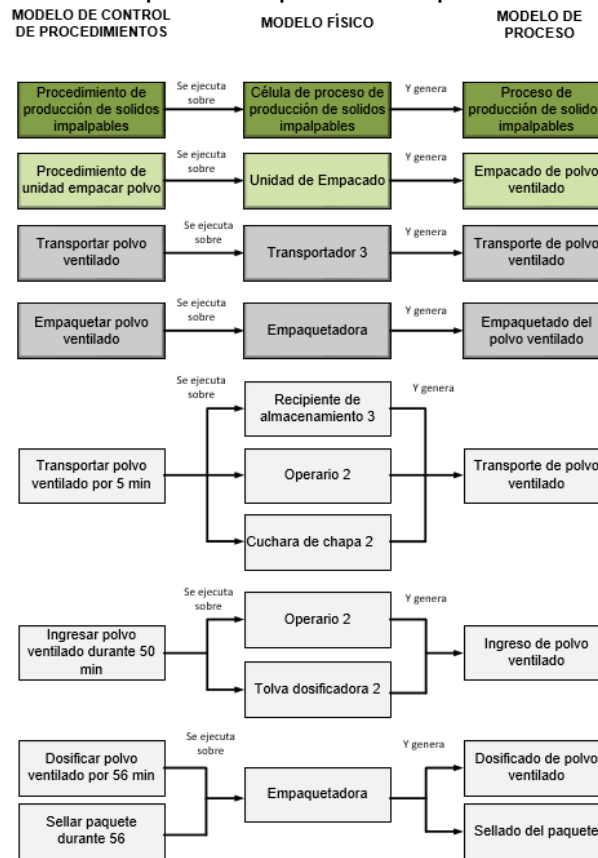 MODELO DE CONTROL
DE PROCEDIMIENTOS
MODELO FÍSICO
MODELO DE
PROCESO
Procedimiento de
producción de solidos
impalpables
Se ejecuta
sobre
Célula de proceso de
producción de solidos
impalpables
Y genera
Proceso de
producción de solido
impalpables
Procedimiento de
unidad empacar polvo
Se ejecuta
sobre
Unidad de Empacado
Y genera
Empacado de polvo
ventilado
Transportar polvo
ventilado
Se ejecuta
sobre
Transportador 3
Y genera
Transporte de polvo
ventilado
Empaquetar polvo
ventilado
Se ejecuta
sobre
Empaquetadora
Y genera
Empaquetado del
polvo ventilado
Transportar polvo
ventilado por 5 min
Se ejecuta
sobre
Recipiente de
almacenamiento 3
Operario 2
Cuchara de chapa 2
Y genera
Transporte de polvo
ventilado
Ingresar polvo
ventilado durante 50
min
Se ejecuta
sobre
Operario 2
Tolva dosificadora 2
Y genera
Ingreso de polvo
ventilado
Dosificar polvo
ventilado por 56 min
Sellar paquete
durante 56
Se ejecuta
sobre
Empaquetadora
Y genera
Dosificado de polvo
ventilado
Sellado del paquete